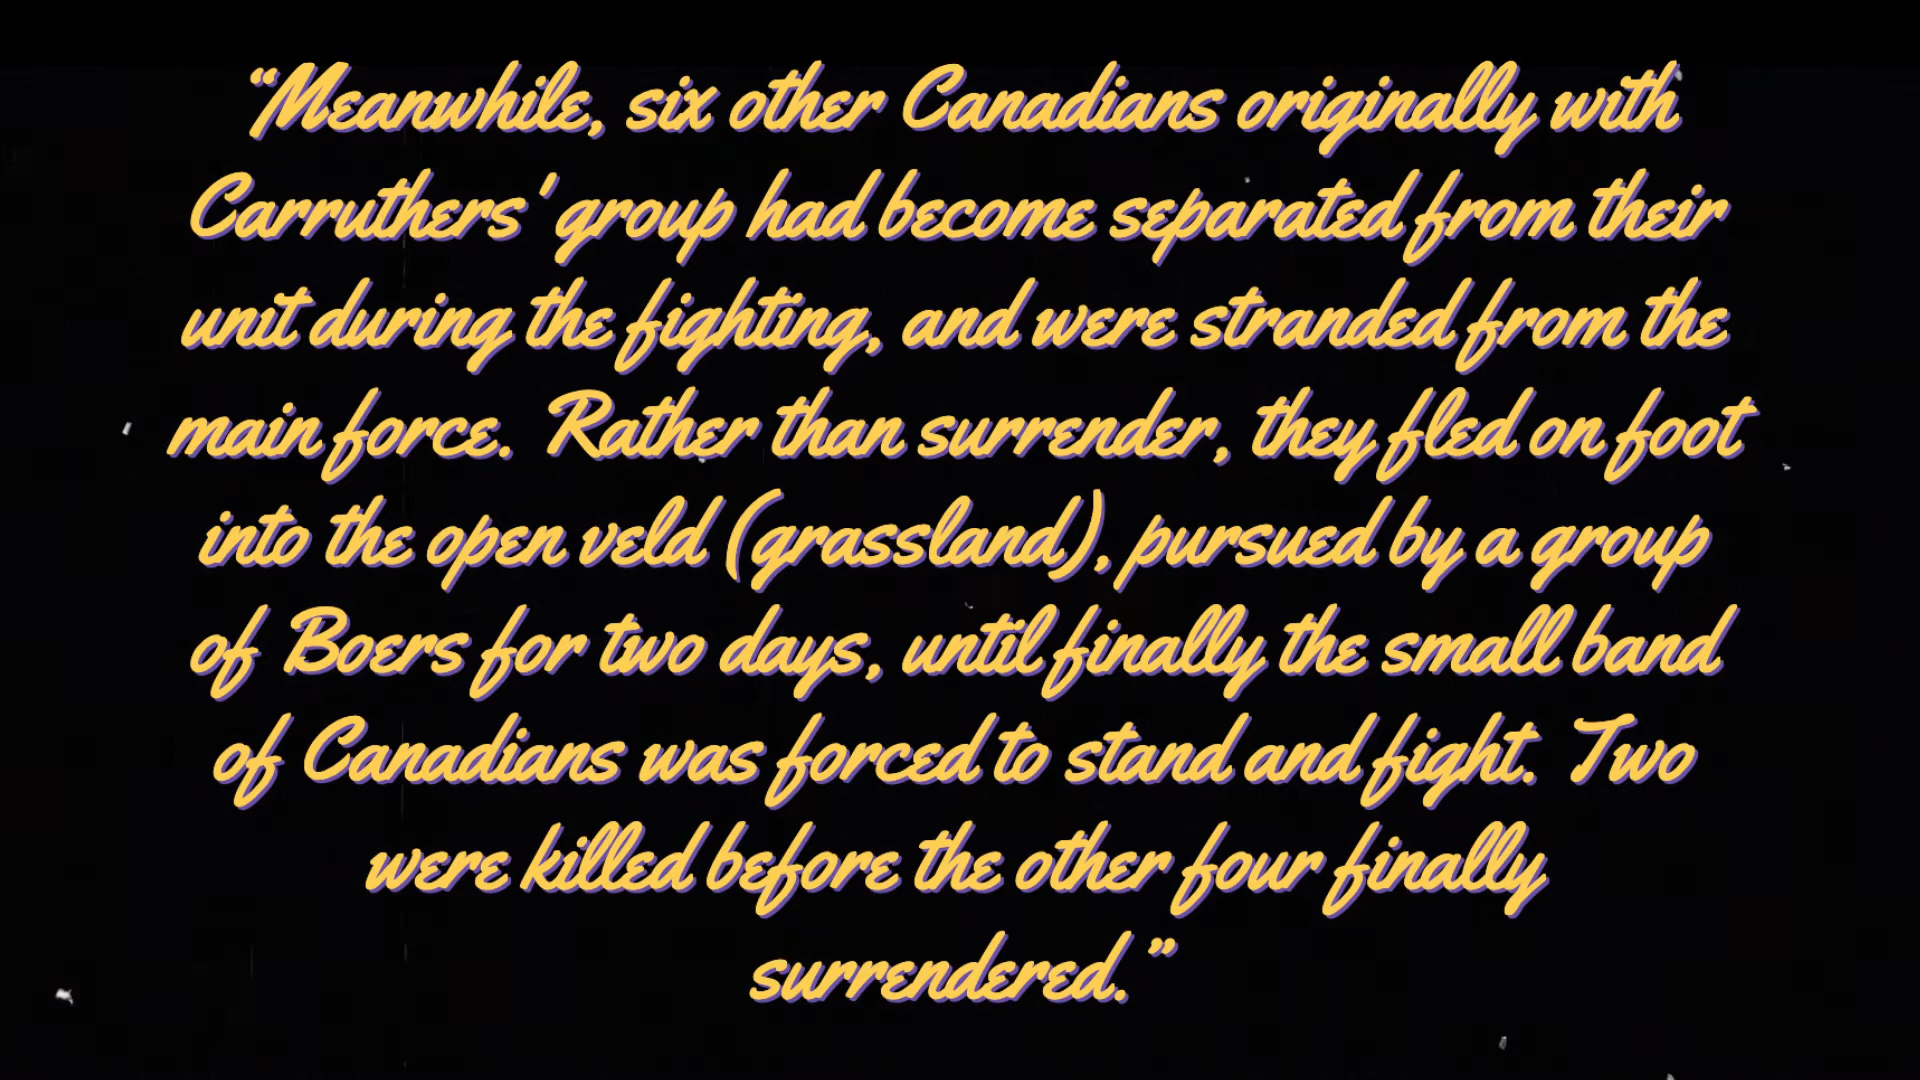 “Meanwhile, six other Canadians originally with
Carruthers’ group had become separated from their
unit during the fighting, and were stranded from the
main force. Rather than surrender, they fled on foot
into the open veld (grassland), pursued by a group
of Boers for two days, until finally the small band
of Canadians was forced to stand and fight. Two
were killed before the other four finally
surrendered.”